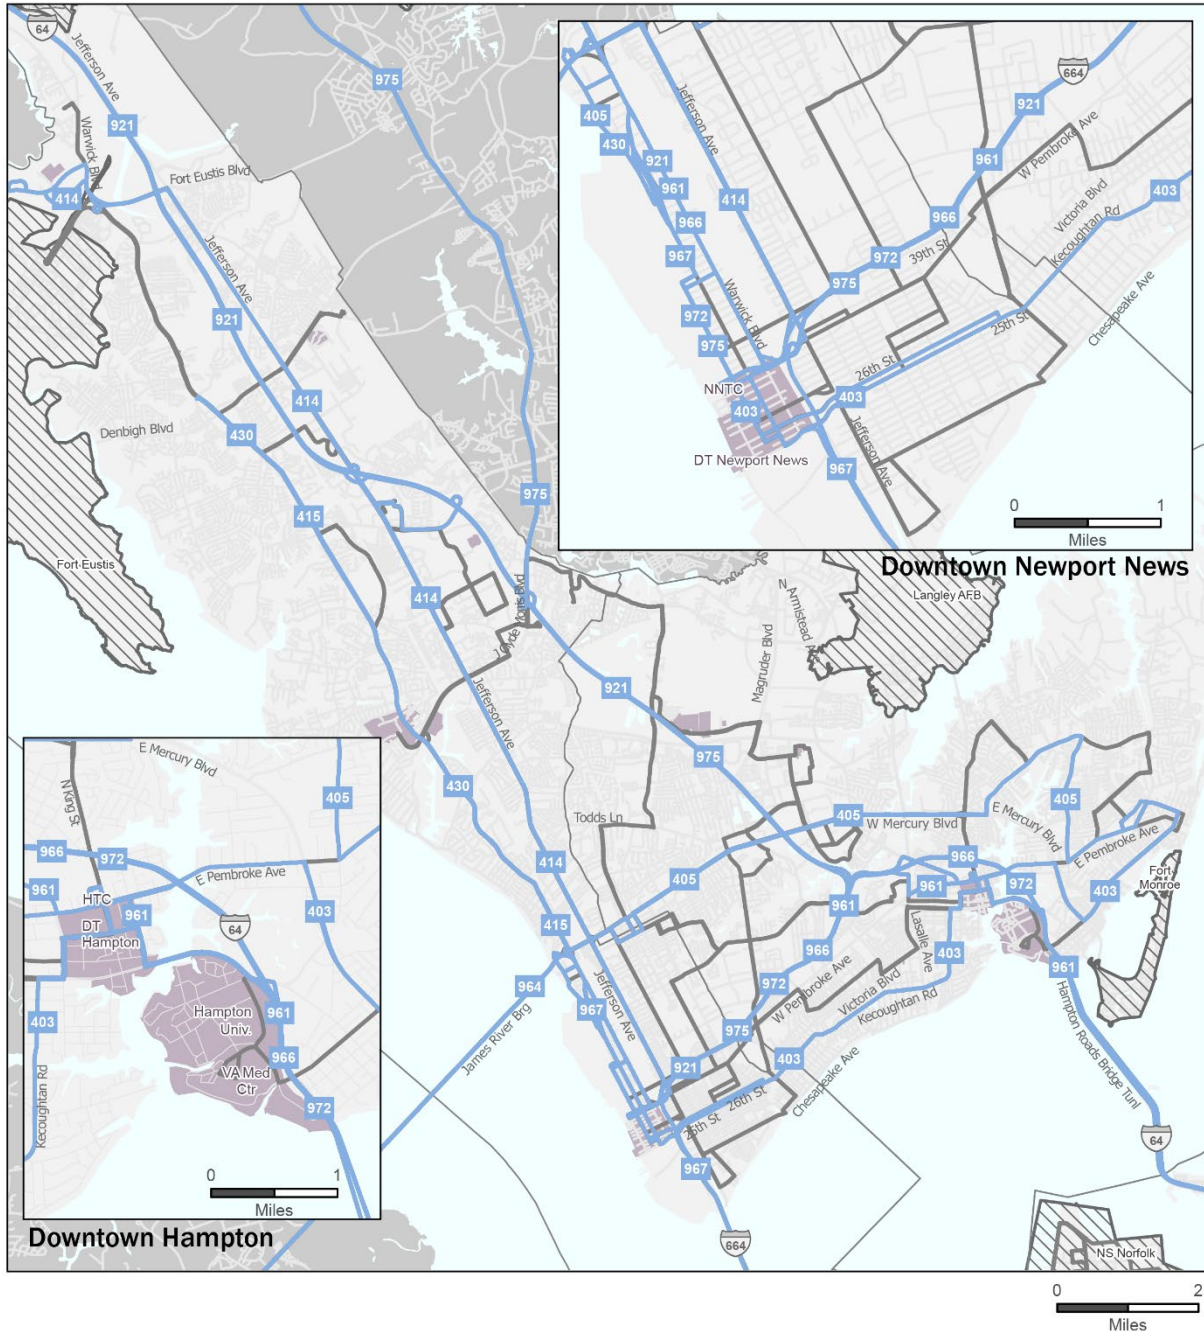 64
Jefferson Ave
975
921
Warwick Blvd
Fort Eustis Blvd
414
Jefferson Ave
921
414
Denbigh Blvd
430
415
975
Fort Eustis
414
J Clyde Morris Blvd
Jefferson Ave
921
430
975
Magruder Blvd
N Armistead Ave
Langley AFB
Todds Ln
405
W Mercury Blvd
E Mercury Blvd
405
E Pembroke Ave
414
405
966
961
972
961
403
Fort Monroe
415
966
Lasalle Ave
403
964
967
Jefferson Ave
972
W Pembroke Ave
Victoria Blvd
Kecoughtan Rd
961
James River Brg
975
403
921
26th St
25th St
Chesapeake Ave
Hampton Roads Bridge Tunl
967
64
664
NS Norfolk
405
430
921
961
966
967
972
975
Jefferson Ave
414
664
921
961
W Pembroke Ave
966
Victoria Blvd
Kecoughtan Rd
403
972
39th St
975
Warwick Blvd
25th St
26th St
Chesapeake Ave
NNTC
403
403
DT Newport News
Jefferson Ave
967
0
1
Miles
Downtown Newport News
E Mercury Blvd
N King St
405
966
972
E Pembroke Ave
961
HTC
961
DT
Hampton
403
64
403
Hampton
Univ.
961
966
VA Med
Ctr
972
Kecoughtan Rd
0
1
Miles
Downtown Hampton
0
2
Miles